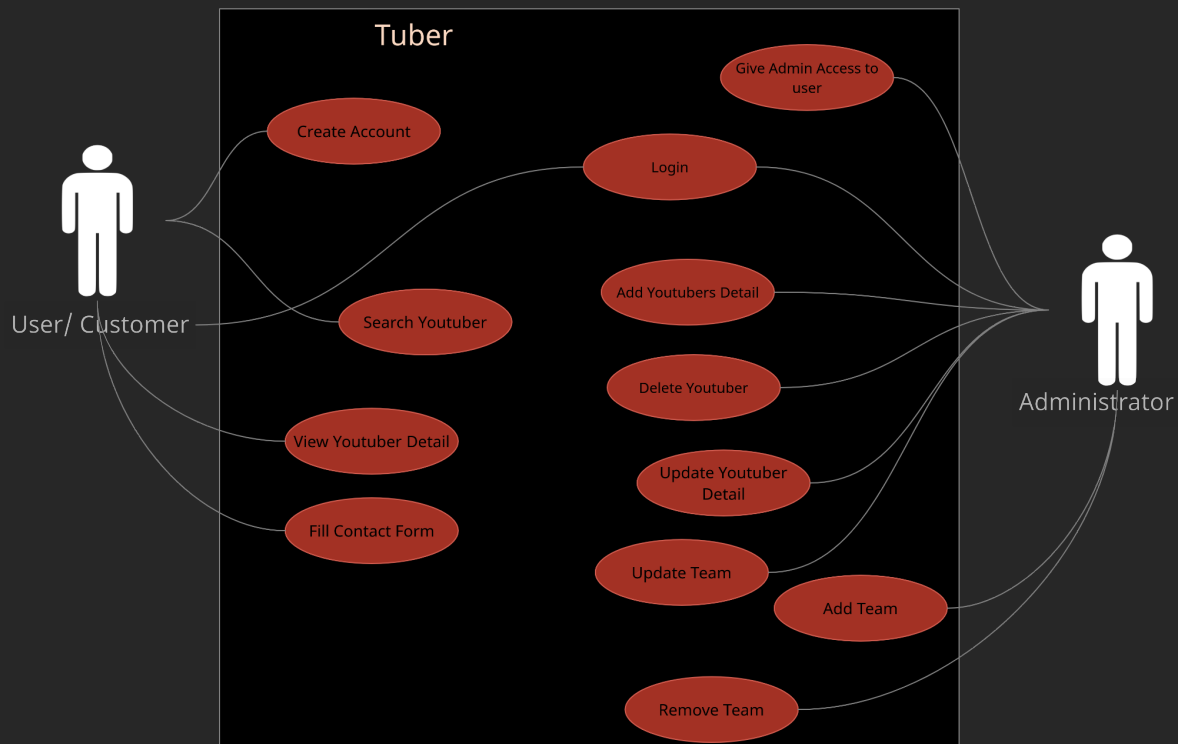 Tuber
Give Admin Access to
user
Create Account
Login
Add Youtubers Detail
User/ Customer
Search Youtuber
Delete Youtuber
Administrator
View Youtuber Detail
Update Youtuber
Detail
Fill Contact Form
Update Team
Add Team
Remove Team